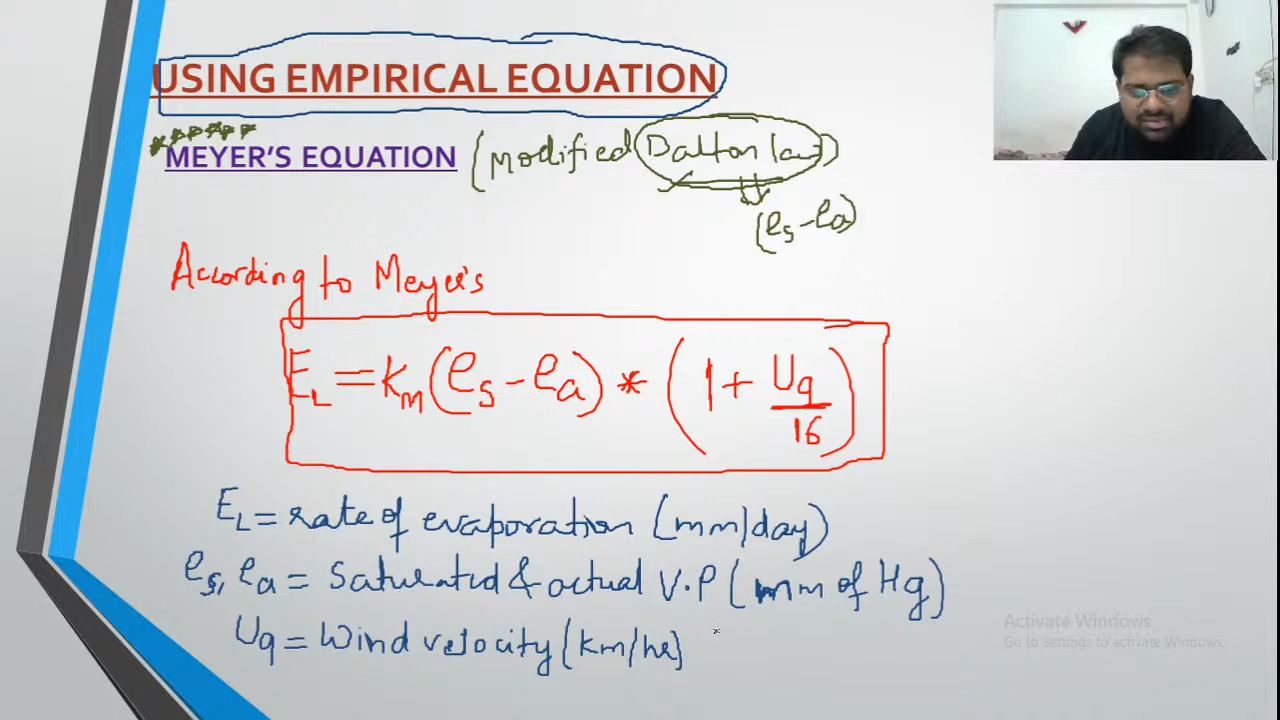 USING EMPIRICAL EQUATION
MEYER'S EQUATION (Modified Dalton law)
(es-ea)
According to Meyer's
EL = KM (es - ea) * (1 + U9/16)
EL = rate of evaporation (mm/day)
es, ea = Saturated & actual V.P (mm of Hg)
U9 = Wind velocity (km/hr)
Activate Windows
Go to Settings to activate Windows.